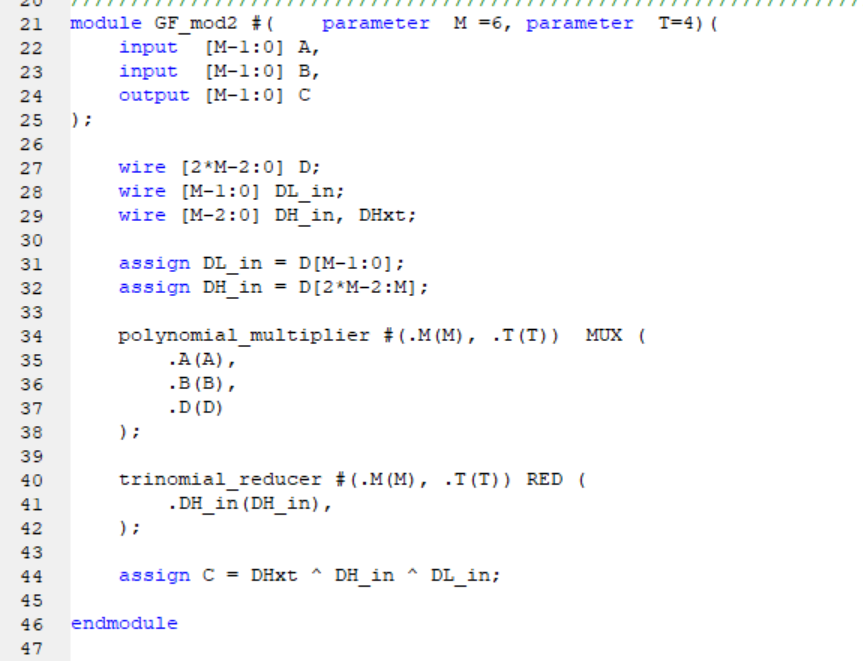 20 ////////////////////////////////////////////////////////////////////////////////
21 module GF_mod2 #(    parameter  M =6, parameter  T=4)(
22     input  [M-1:0] A,
23     input  [M-1:0] B,
24     output [M-1:0] C
25 );
26
27     wire [2*M-2:0] D;
28     wire [M-1:0] DL_in;
29     wire [M-2:0] DH_in, DHxt;
30
31     assign DL_in = D[M-1:0];
32     assign DH_in = D[2*M-2:M];
33
34     polynomial_multiplier #(.M(M), .T(T))  MUX (
35         .A(A),
36         .B(B),
37         .D(D)
38     );
39
40     trinomial_reducer #(.M(M), .T(T)) RED (
41         .DH_in(DH_in),
42     );
43
44     assign C = DHxt ^ DH_in ^ DL_in;
45
46 endmodule
47